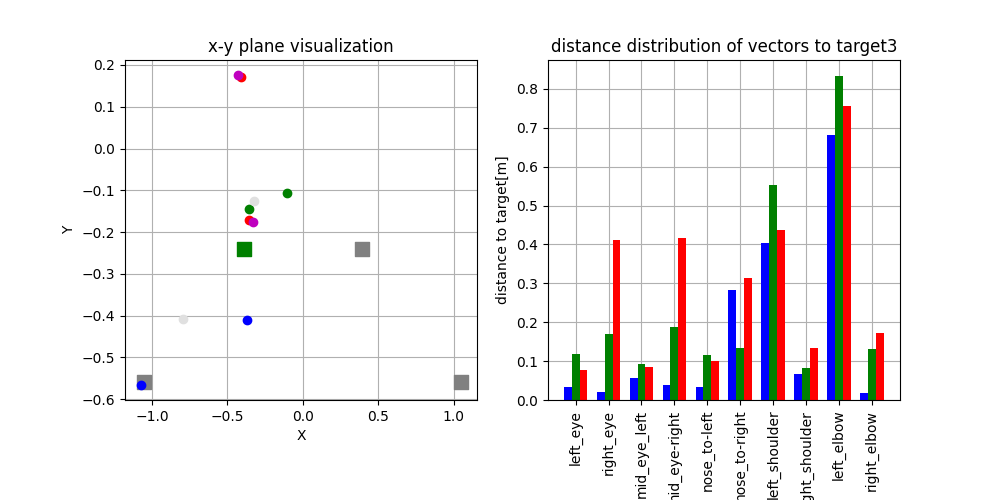 x-y plane visualization
0.2
0.1
0.0
−0.1
−0.2
−0.3
−0.4
−0.5
−0.6
Y
−1.0 −0.5 0.0 0.5 1.0
X
distance distribution of vectors to target3
0.8
0.7
0.6
0.5
0.4
0.3
0.2
0.1
0.0
distance to target[m]
left_eye
right_eye
mid_eye_left
mid_eye-right
nose_to-left
nose_to-right
left_shoulder
ght_shoulder
left_elbow
right_elbow